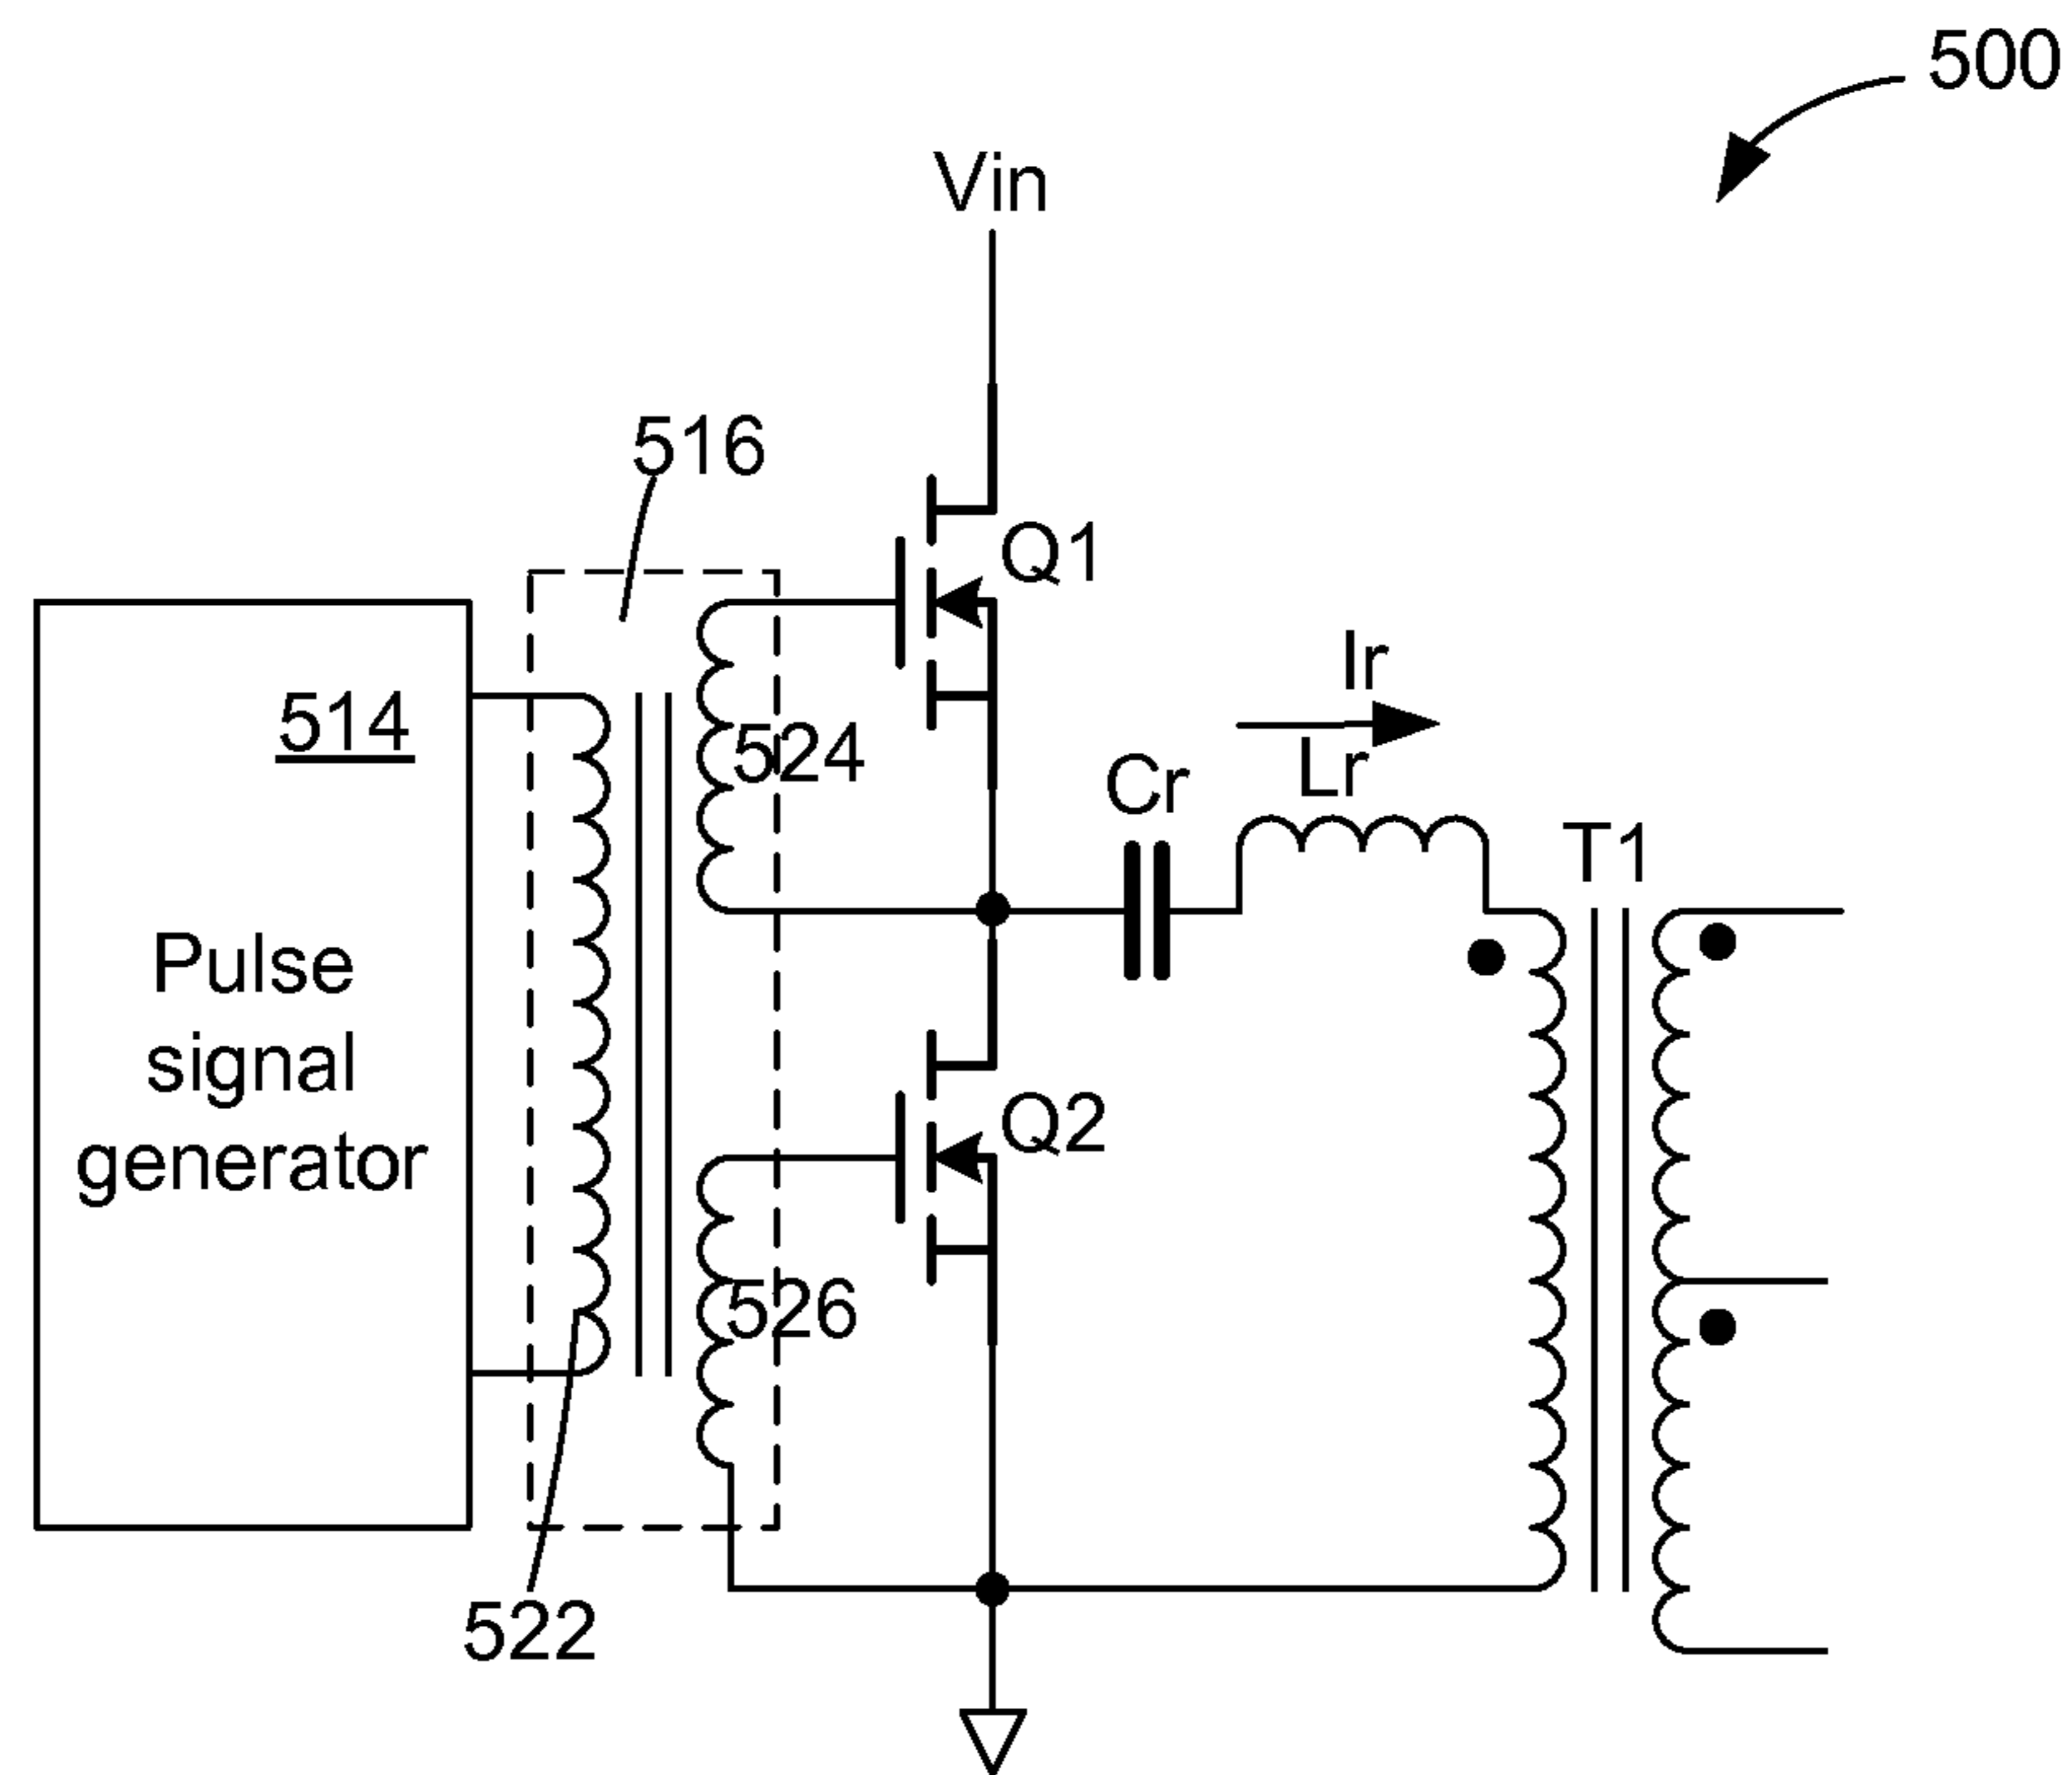 500
Vin
516
Q1
514
524
Ir
Lr
Cr
T1
Pulse
signal
generator
Q2
526
522